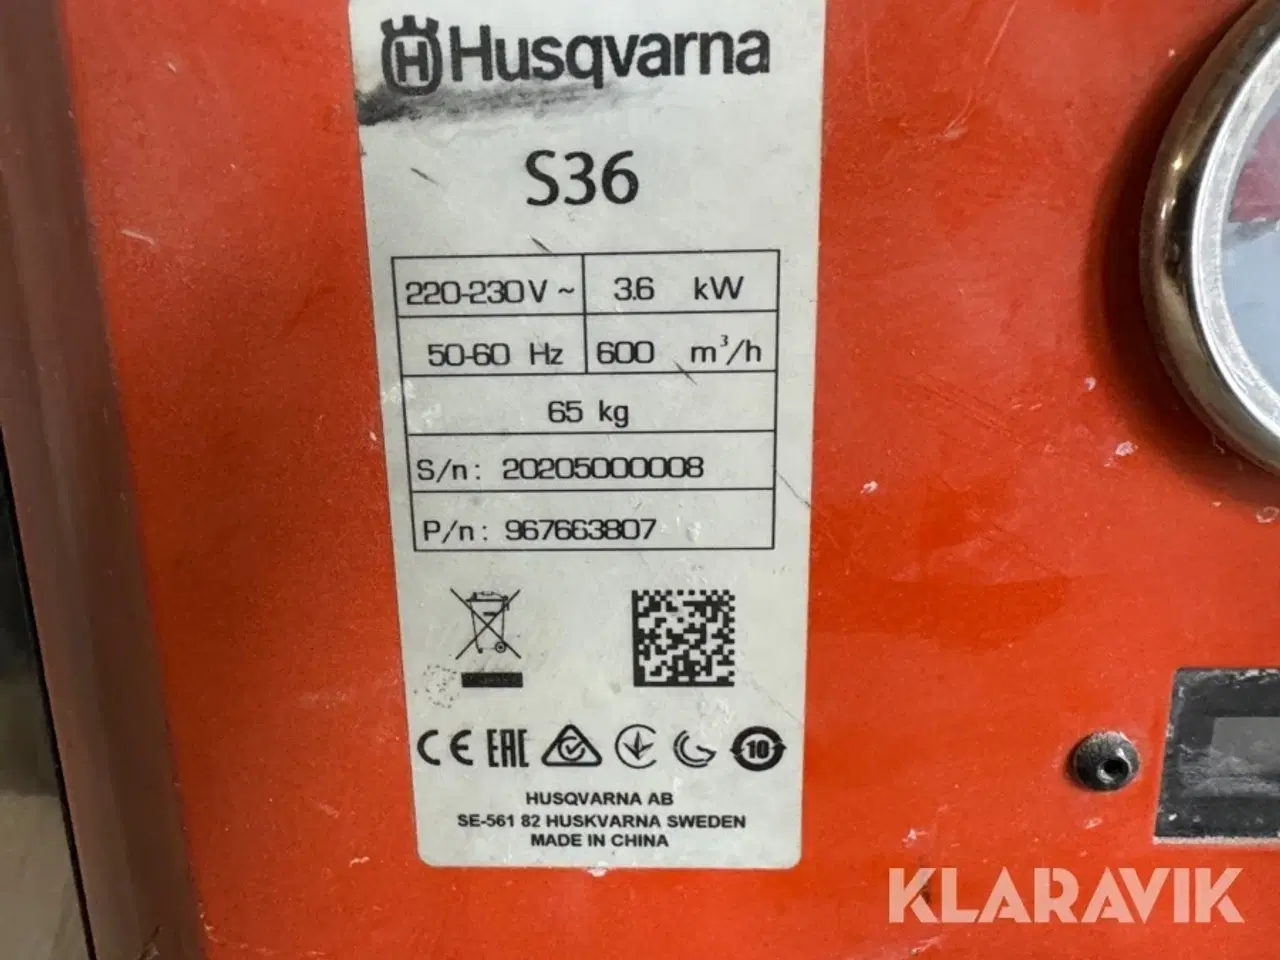 Husqvarna
S36
220-230V ~ 3.6 kW
50-60 Hz 600 m³/h
65 kg
S/n: 20205000008
P/n: 967663807
CE EAC 10
HUSQVARNA AB
SE-561 82 HUSKVARNA SWEDEN
MADE IN CHINA
KLARAVIK